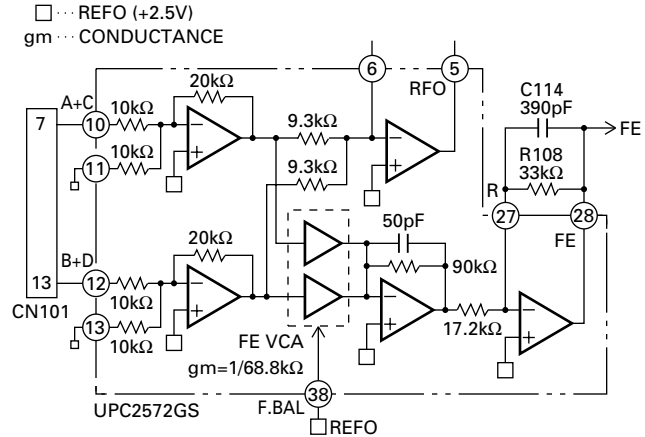 □ ··· REFO (+2.5V)
gm ··· CONDUCTANCE
6
5
RFO
20kΩ
A+C
10kΩ
7
10
10kΩ
11
9.3kΩ
9.3kΩ
C114
390pF
FE
R108
33kΩ
R
27
28
FE
50pF
90kΩ
17.2kΩ
20kΩ
B+D
13
12
10kΩ
CN101
13
10kΩ
FE VCA
gm=1/68.8kΩ
38
UPC2572GS
F.BAL
REFO